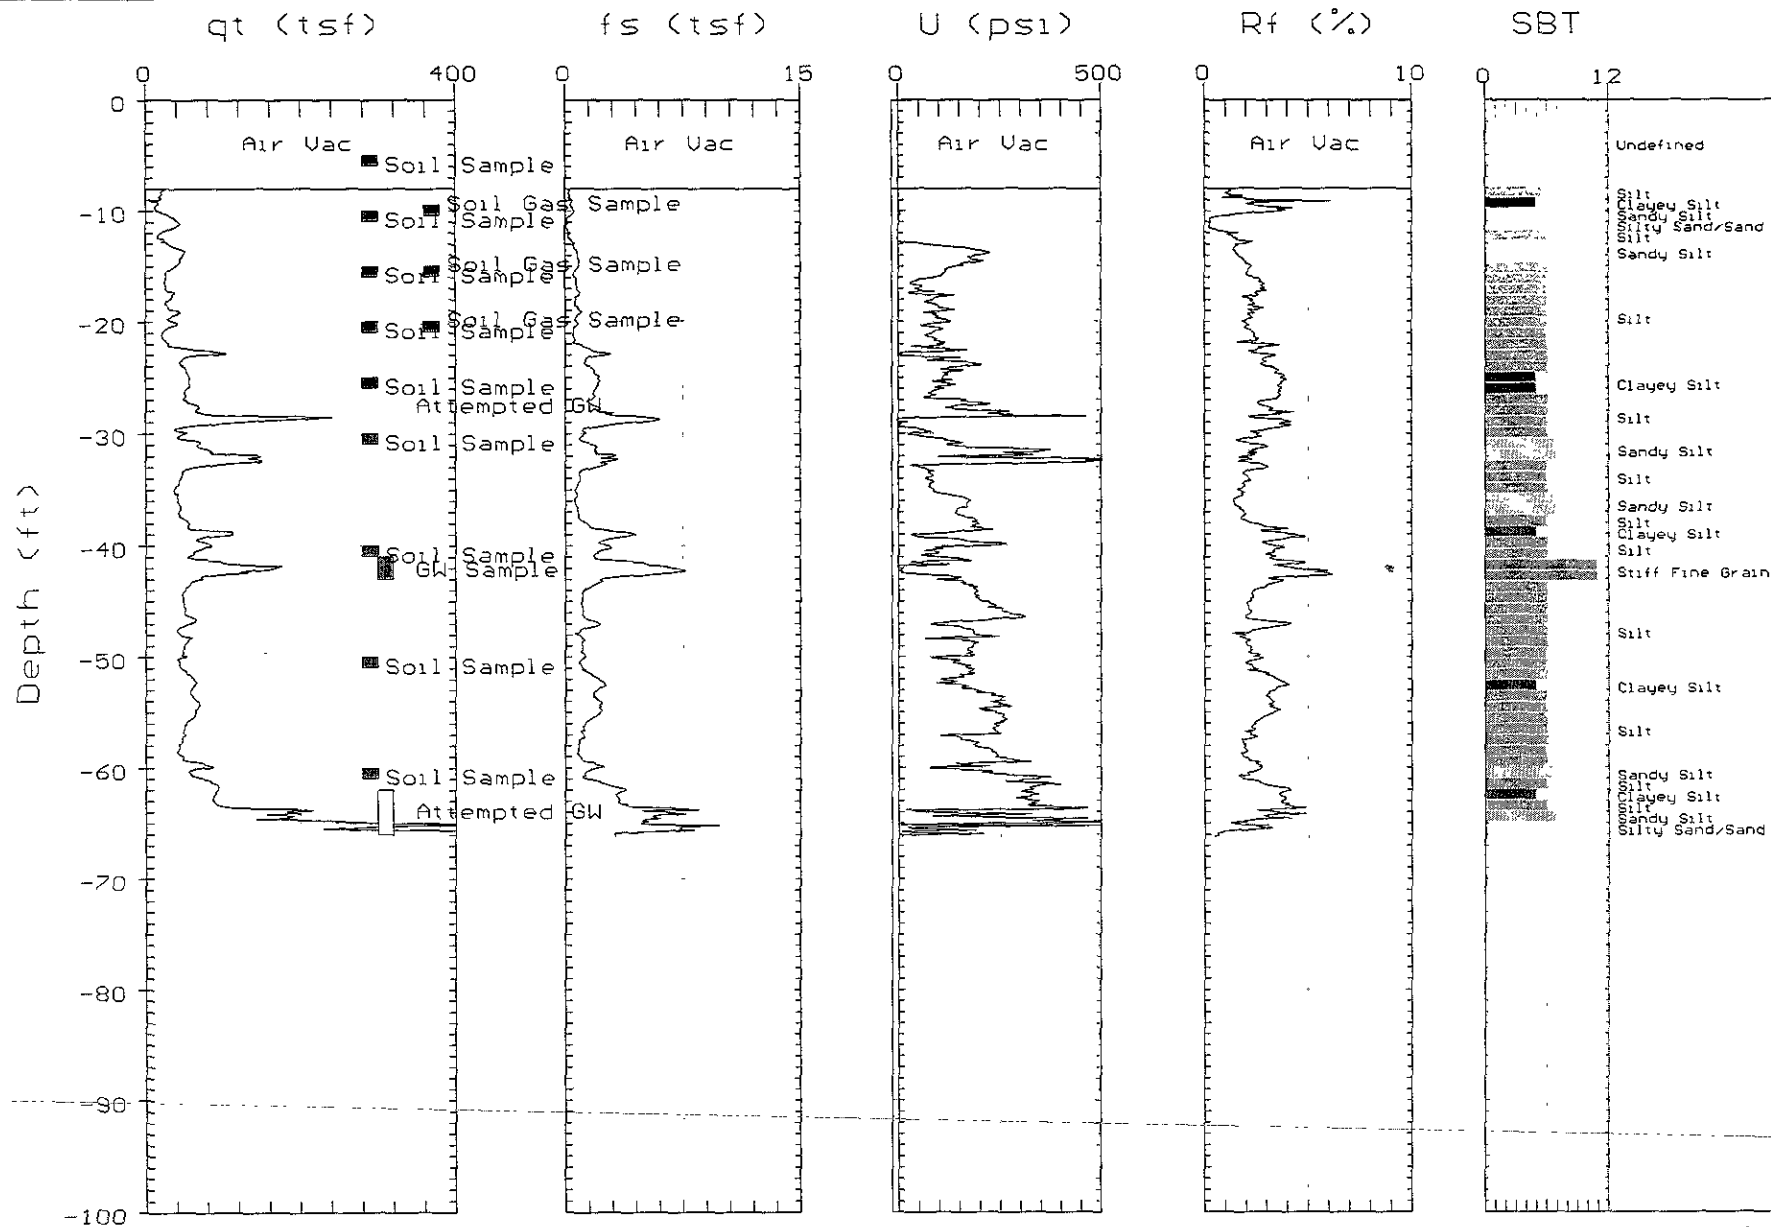 qt (tsf)
fs (tsf)
U (psi)
Rf (%)
SBT
0 400
0 15
0 500
0 10
0 12
0
-10
-20
-30
-40
-50
-60
-70
-80
-90
-100
Depth (ft)
Air Vac
Air Vac
Air Vac
Air Vac
Soil Sample
Soil Gas Sample
Soil Sample
Soil Gas Sample
Soil Sample
Soil Gas Sample
Soil Sample
Soil Sample
Attempted GW
Soil Sample
Soil Sample
GW Sample
Soil Sample
Soil Sample
Attempted GW
Undefined
Silt
Clayey Silt
Sandy Silt
Silty Sand/Sand
Silt
Sandy Silt
Silt
Clayey Silt
Silt
Sandy Silt
Silt
Sandy Silt
Silt
Clayey Silt
Silt
Stiff Fine Grain
Silt
Clayey Silt
Silt
Sandy Silt
Silt
Clayey Silt
Silt
Sandy Silt
Silty Sand/Sand